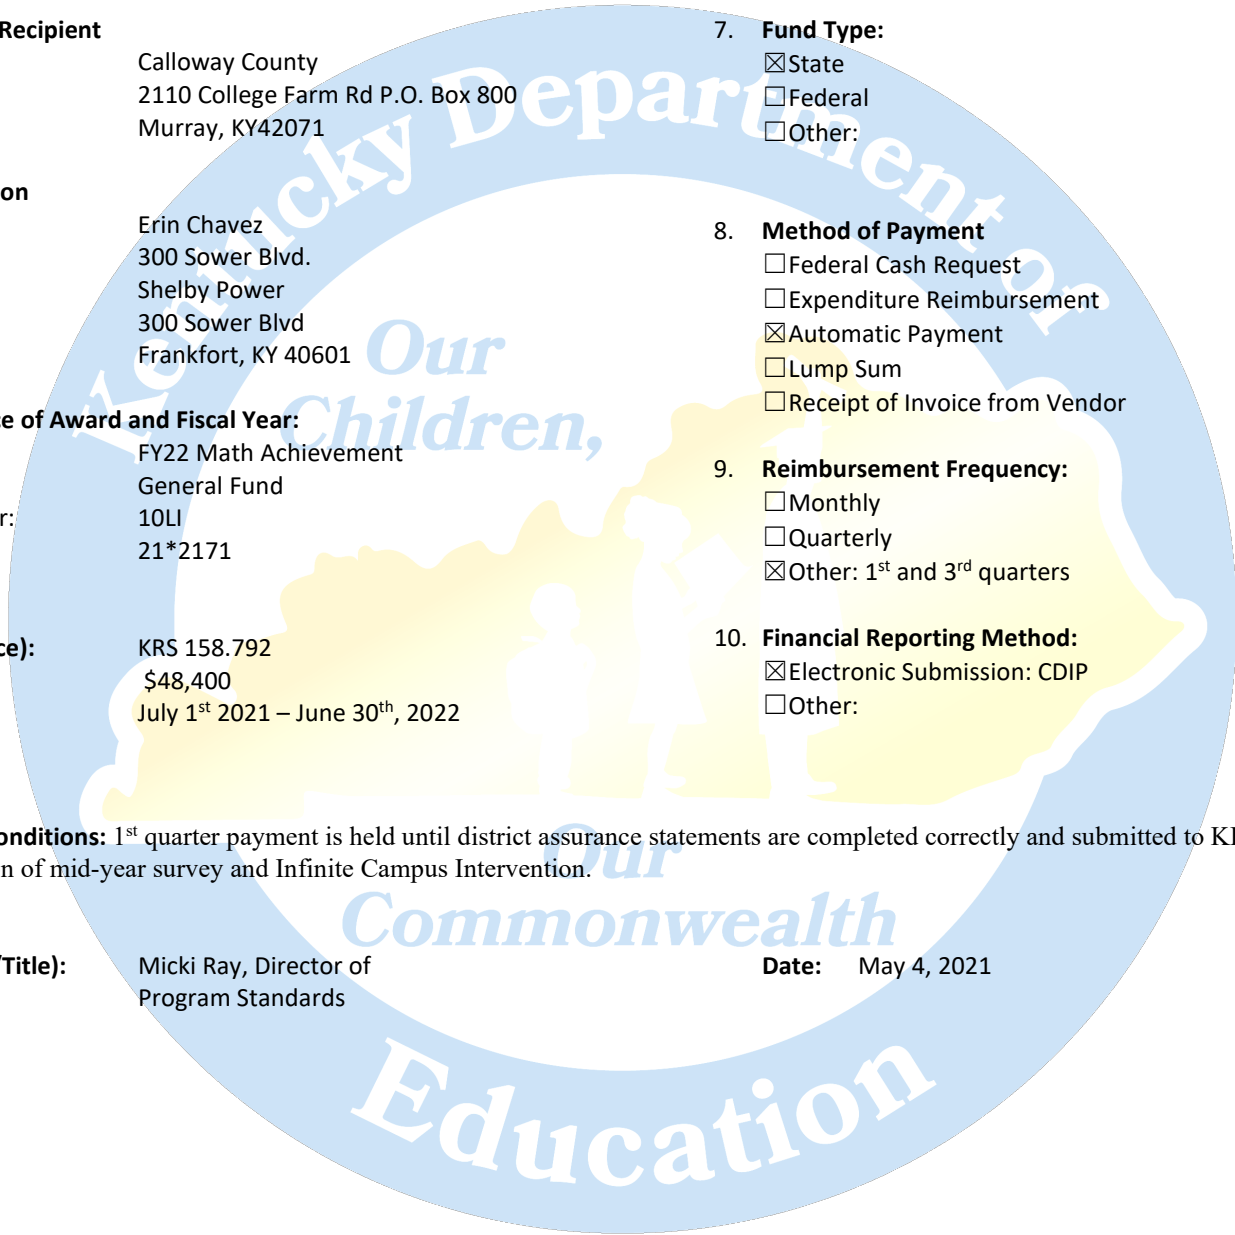 Recipient
Calloway County
2110 College Farm Rd P.O. Box 800
Murray, KY42071
on
Erin Chavez
300 Sower Blvd.
Shelby Power
300 Sower Blvd
Frankfort, KY 40601
e of Award and Fiscal Year:
FY22 Math Achievement
General Fund
r: 10LI
21*2171
ce): KRS 158.792
$48,400
July 1st 2021 – June 30th, 2022
7. Fund Type:
☒State
☐Federal
☐Other:
8. Method of Payment
☐Federal Cash Request
☐Expenditure Reimbursement
☒Automatic Payment
☐Lump Sum
☐Receipt of Invoice from Vendor
9. Reimbursement Frequency:
☐Monthly
☐Quarterly
☒Other: 1st and 3rd quarters
10. Financial Reporting Method:
☒Electronic Submission: CDIP
☐Other:
onditions: 1st quarter payment is held until district assurance statements are completed correctly and submitted to KI
n of mid-year survey and Infinite Campus Intervention.
/Title): Micki Ray, Director of
Program Standards
Date: May 4, 2021
Kentucky Department of
Education
Our
Children,
Our
Commonwealth